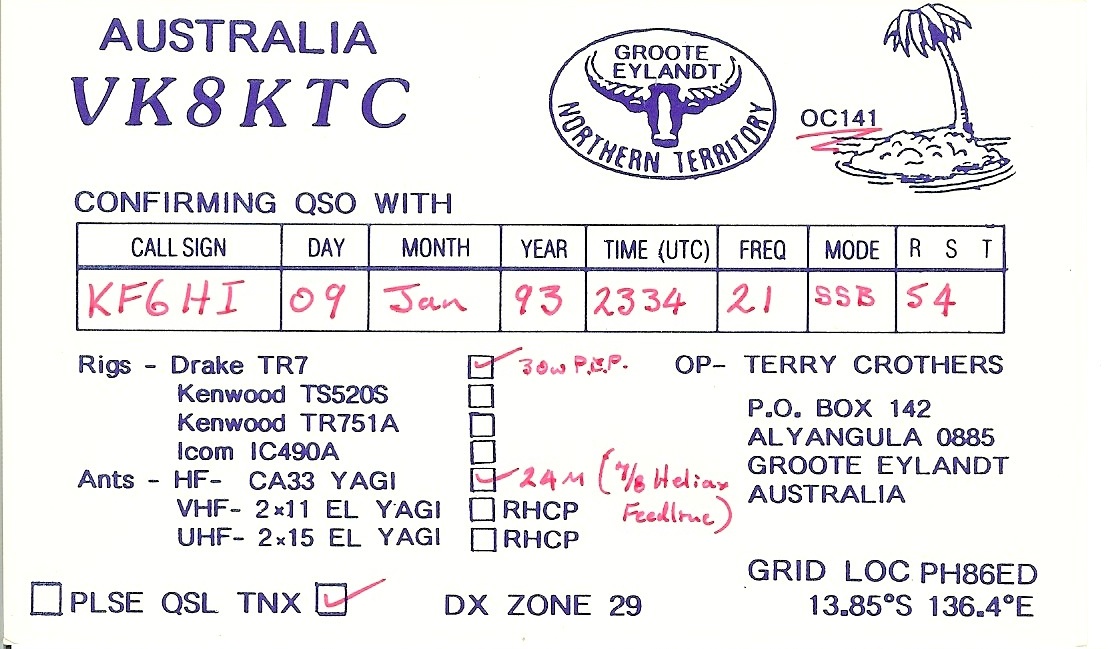 AUSTRALIA
VK8KTC
GROOTE
EYLANDT
NORTHERN TERRITORY
OC141
CONFIRMING QSO WITH
CALL SIGN DAY MONTH YEAR TIME (UTC) FREQ MODE R S T
KF6HI 09 Jan 93 2334 21 SSB 54
Rigs - Drake TR7 30w P.E.P. OP- TERRY CROTHERS
Kenwood TS520S
Kenwood TR751A P.O. BOX 142
Icom IC490A ALYANGULA 0885
Ants - HF- CA33 YAGI 24M (7/8 Heliax GROOTE EYLANDT
VHF- 2x11 EL YAGI RHCP Feedline) AUSTRALIA
UHF- 2x15 EL YAGI RHCP
GRID LOC PH86ED
PLSE QSL TNX DX ZONE 29 13.85°S 136.4°E